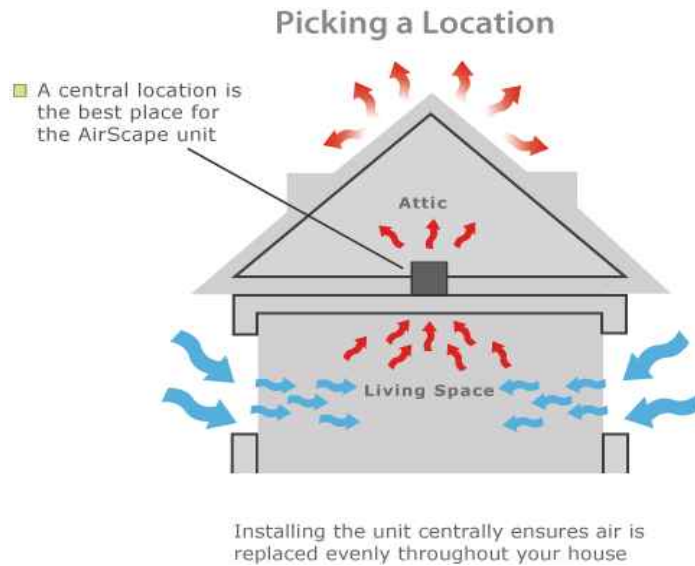 Picking a Location
A central location is
the best place for
the AirScape unit
Attic
Living Space
Installing the unit centrally ensures air is
replaced evenly throughout your house